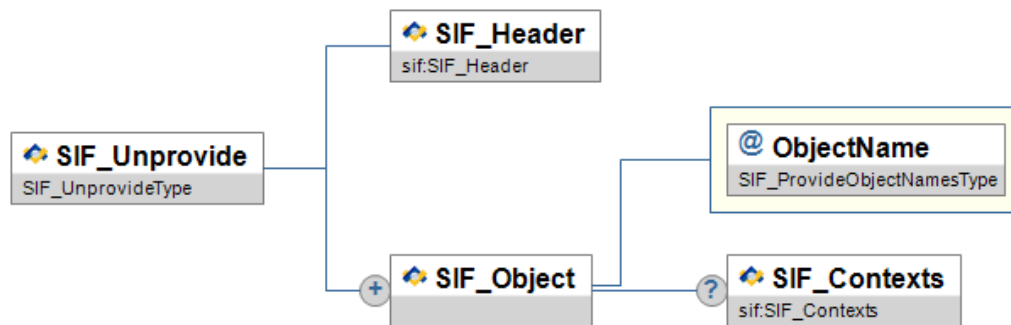 SIF_Header
sif:SIF_Header
@ ObjectName
SIF_ProvideObjectNamesType
SIF_Unprovide
SIF_UnprovideType
+ SIF_Object
? SIF_Contexts
sif:SIF_Contexts